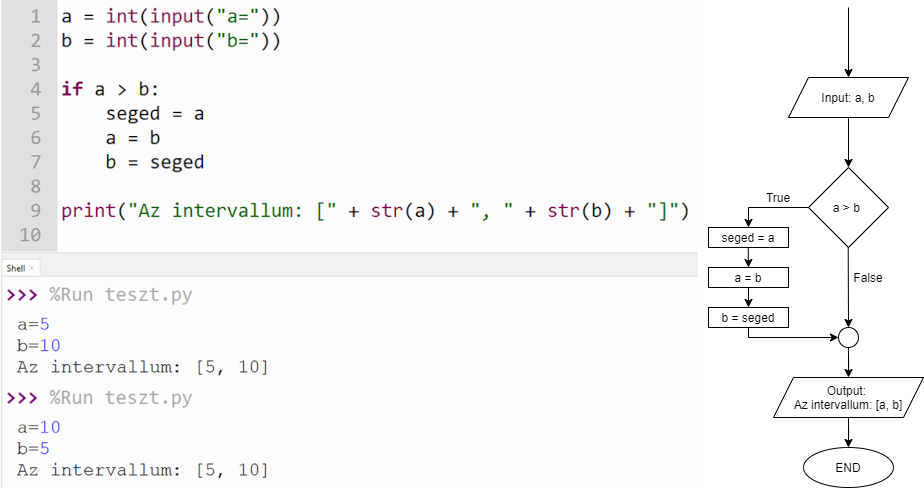 1 a = int(input("a="))
2 b = int(input("b="))
3
4 if a > b:
5     seged = a
6     a = b
7     b = seged
8
9 print("Az intervallum: [" + str(a) + ", " + str(b) + "]")
10
Shell ×
>>> %Run teszt.py
a=5
b=10
Az intervallum: [5, 10]
>>> %Run teszt.py
a=10
b=5
Az intervallum: [5, 10]
Input: a, b
a > b
True
seged = a
a = b
b = seged
False
Output:
Az intervallum: [a, b]
END